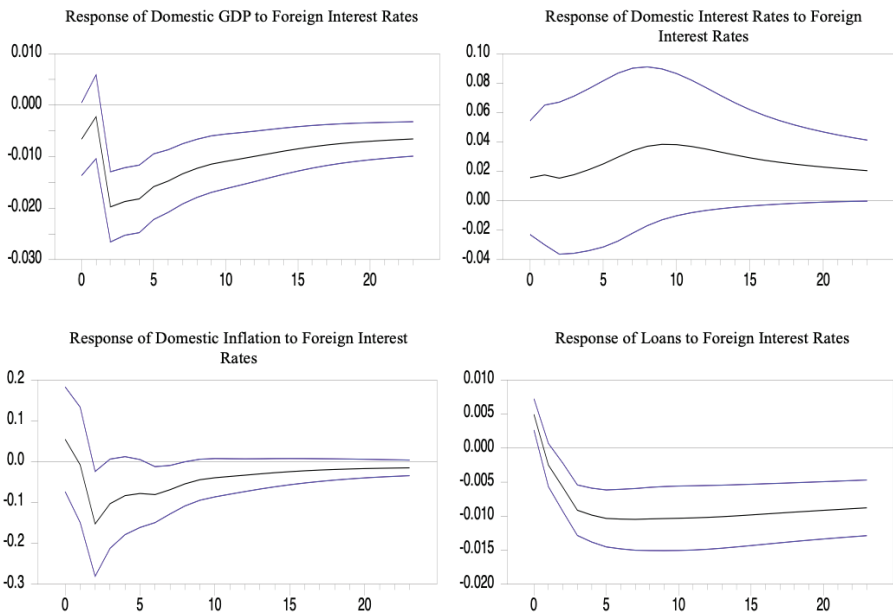 Response of Domestic GDP to Foreign Interest Rates
0.010
0.000
-0.010
-0.020
-0.030
0 5 10 15 20
Response of Domestic Interest Rates to Foreign
Interest Rates
0.10
0.08
0.06
0.04
0.02
0.00
-0.02
-0.04
0 5 10 15 20
Response of Domestic Inflation to Foreign Interest
Rates
0.2
0.1
0.0
-0.1
-0.2
-0.3
0 5 10 15 20
Response of Loans to Foreign Interest Rates
0.010
0.005
0.000
-0.005
-0.010
-0.015
-0.020
0 5 10 15 20